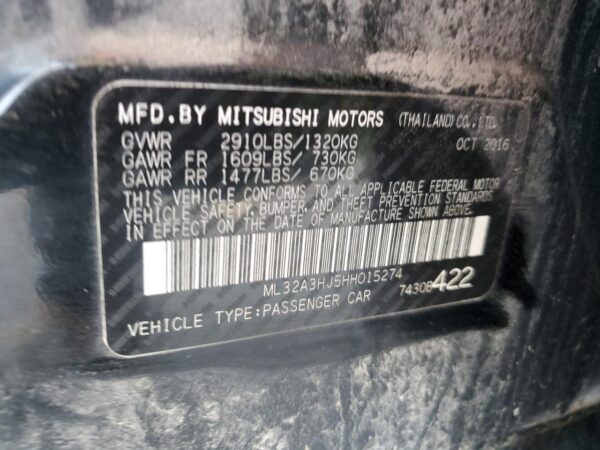 MFD.BY MITSUBISHI MOTORS (THAILAND) CO.,LTD.
GVWR 2910LBS/1320KG OCT 2016
GAWR FR 1609LBS/ 730KG
GAWR RR 1477LBS/ 670KG
THIS VEHICLE CONFORMS TO ALL APPLICABLE FEDERAL MOTOR
VEHICLE SAFETY, BUMPER, AND THEFT PREVENTION STANDARDS
IN EFFECT ON THE DATE OF MANUFACTURE SHOWN ABOVE.
ML32A3HJ5HH015274
7430B422
VEHICLE TYPE:PASSENGER CAR